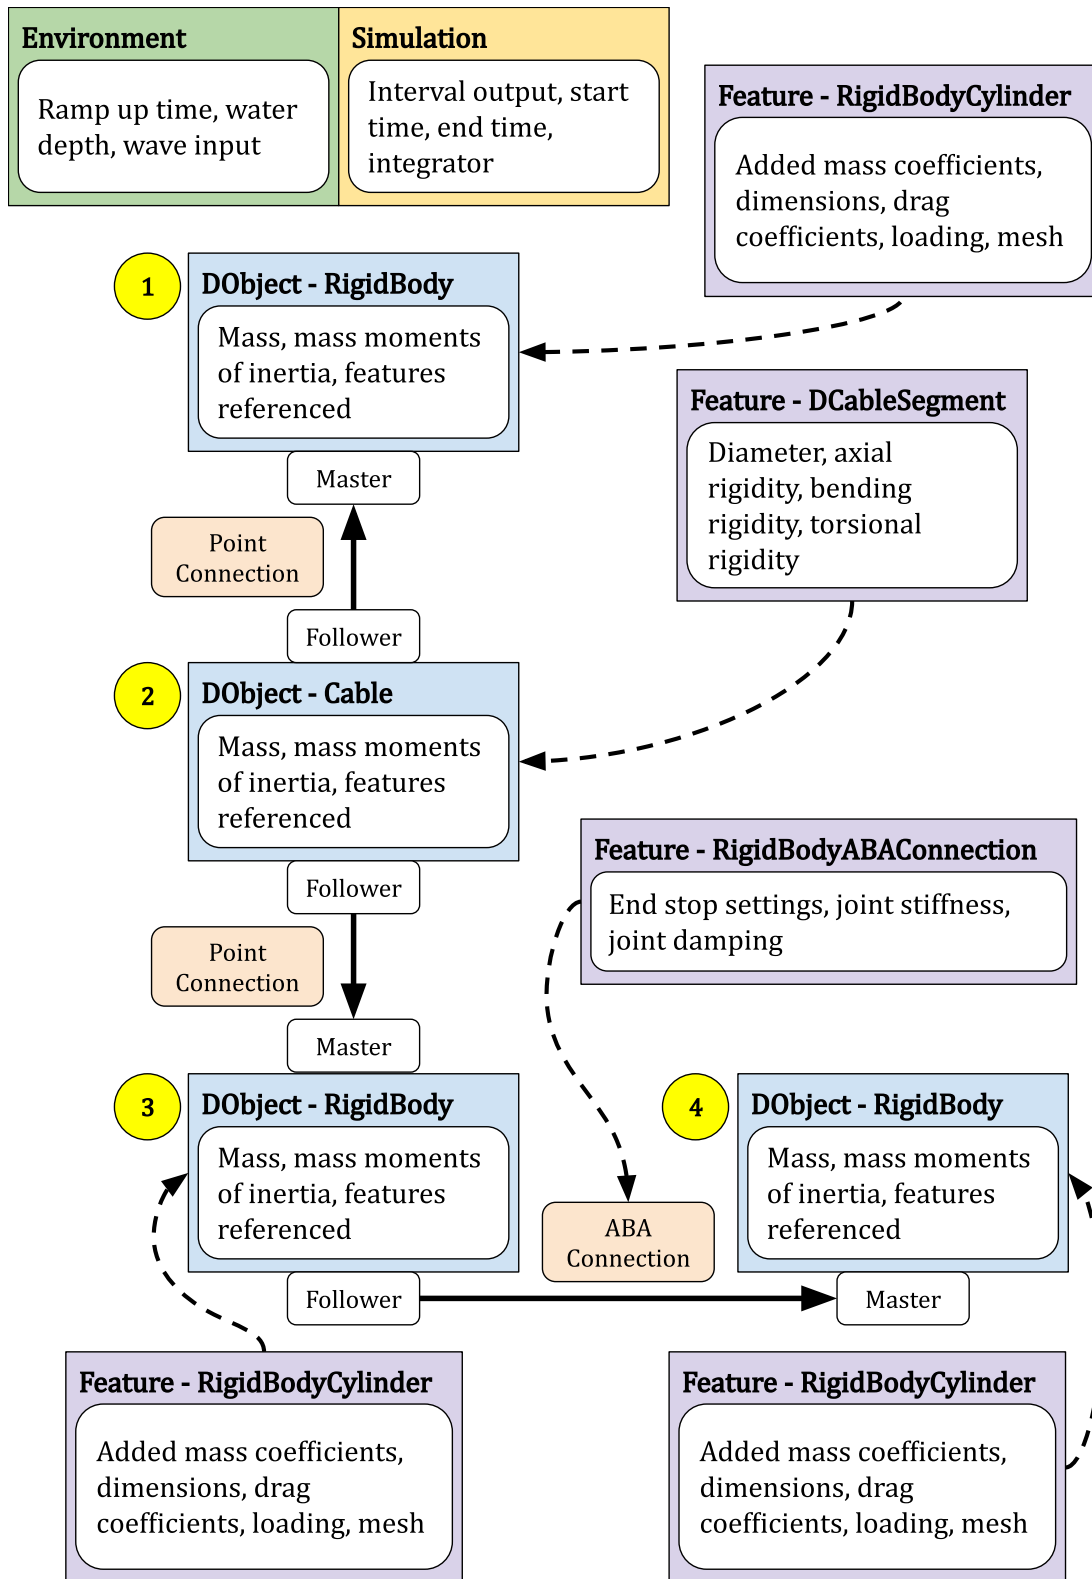 Environment
Ramp up time, water
depth, wave input
Simulation
Interval output, start
time, end time,
integrator
Feature - RigidBodyCylinder
Added mass coefficients,
dimensions, drag
coefficients, loading, mesh
1
DObject - RigidBody
Mass, mass moments
of inertia, features
referenced
Master
Feature - DCableSegment
Diameter, axial
rigidity, bending
rigidity, torsional
rigidity
Point
Connection
Follower
2
DObject - Cable
Mass, mass moments
of inertia, features
referenced
Follower
Feature - RigidBodyABAConnection
End stop settings, joint stiffness,
joint damping
Point
Connection
Master
3
DObject - RigidBody
Mass, mass moments
of inertia, features
referenced
Follower
ABA
Connection
4
DObject - RigidBody
Mass, mass moments
of inertia, features
referenced
Master
Feature - RigidBodyCylinder
Added mass coefficients,
dimensions, drag
coefficients, loading, mesh
Feature - RigidBodyCylinder
Added mass coefficients,
dimensions, drag
coefficients, loading, mesh